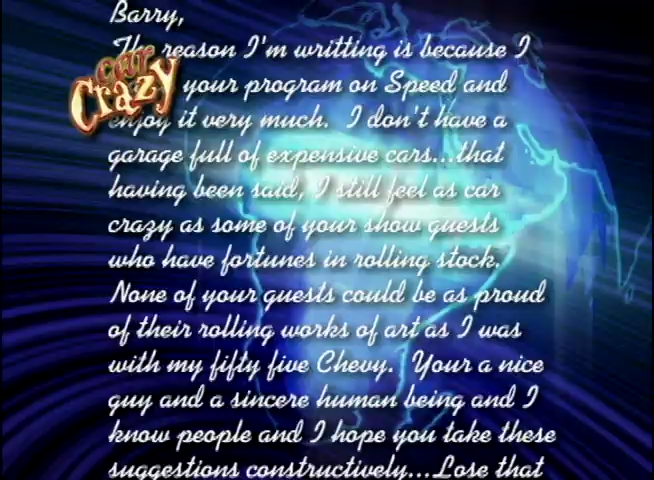 Barry,
The reason I'm writting is because I
your program on Speed and
enjoy it very much. I don't have a
garage full of expensive cars...that
having been said, I still feel as car
crazy as some of your show guests
who have fortunes in rolling stock.
None of your guests could be as proud
of their rolling works of art as I was
with my fifty five Chevy. Your a nice
guy and a sincere human being and I
know people and I hope you take these
suggestions constructively...Lose that
car
Crazy